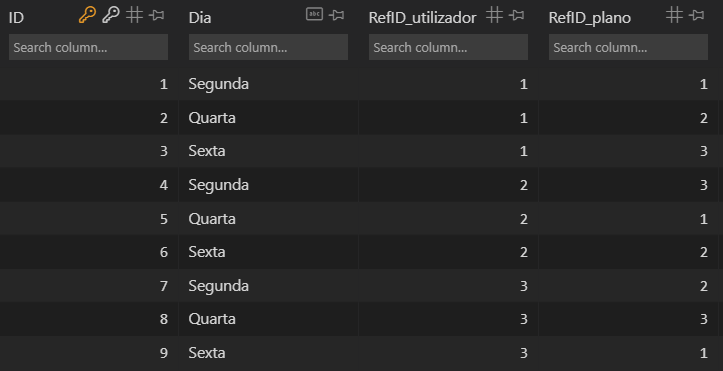 ID Dia abc RefID_utilizador RefID_plano
Search column... Search column... Search column... Search column...
1 Segunda 1 1
2 Quarta 1 2
3 Sexta 1 3
4 Segunda 2 3
5 Quarta 2 1
6 Sexta 2 2
7 Segunda 3 2
8 Quarta 3 3
9 Sexta 3 1